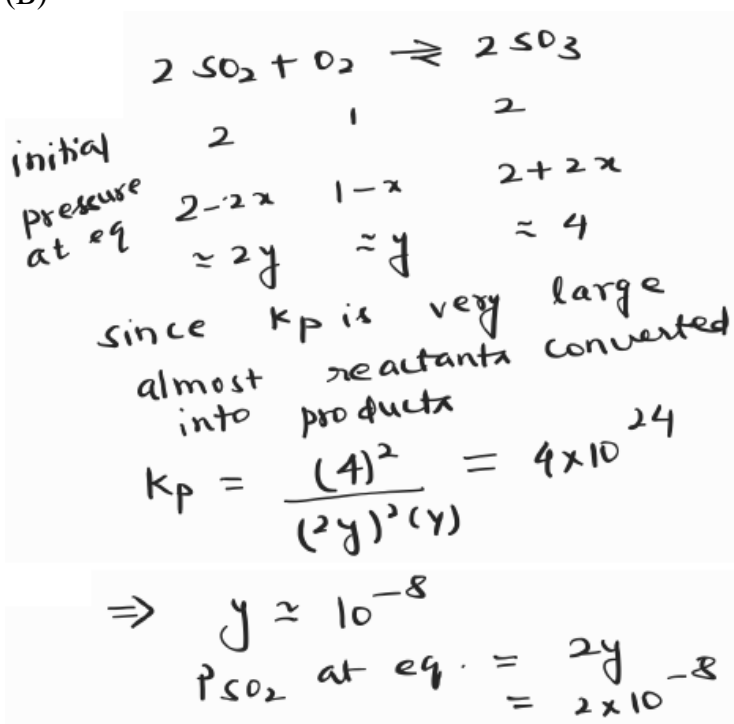 (B)
2 SO₂ + O₂ ⇌ 2 SO₃
initial 2 1 2
pressure at eq 2-2x 1-x 2+2x
≈ 2y ≈ y ≈ 4
since Kp is very large
almost reactants converted
into products
Kp = (4)² / (2y)²(y) = 4×10²⁴
⇒ y ≈ 10⁻⁸
PSO₂ at eq. = 2y
= 2×10⁻⁸